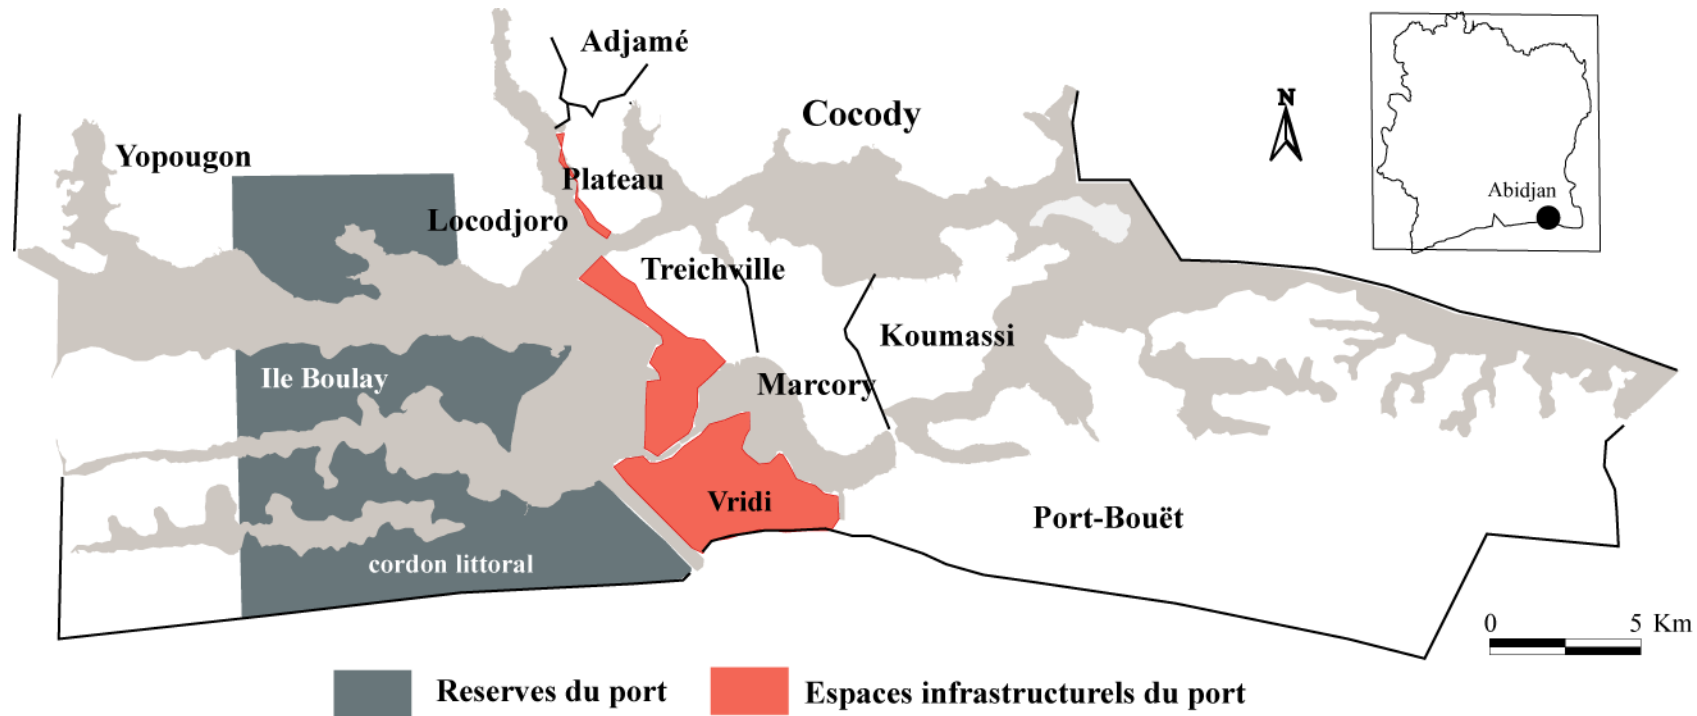 Adjamé
Cocody
N
Yopougon
Plateau
Abidjan
Locodjoro
Treichville
Koumassi
Ile Boulay
Marcory
Vridi
Port-Bouët
cordon littoral
0 5 Km
Reserves du port
Espaces infrastructurels du port